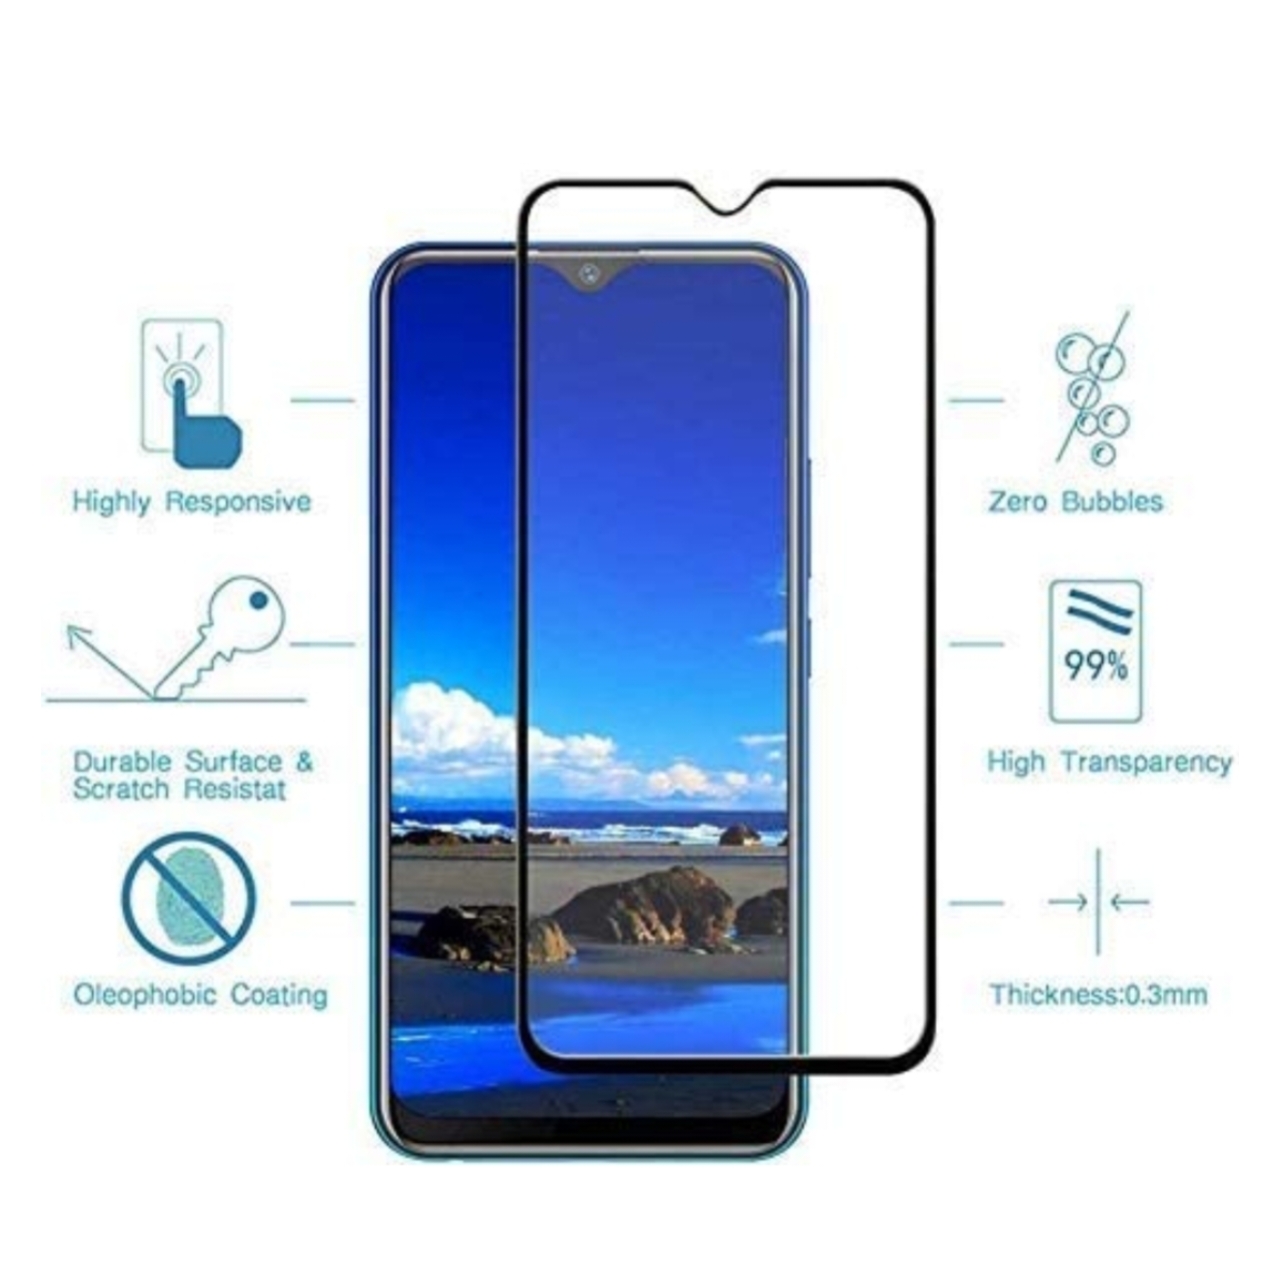 Highly Responsive
Zero Bubbles
99%
Durable Surface &
Scratch Resistat
High Transparency
Oleophobic Coating
Thickness:0.3mm